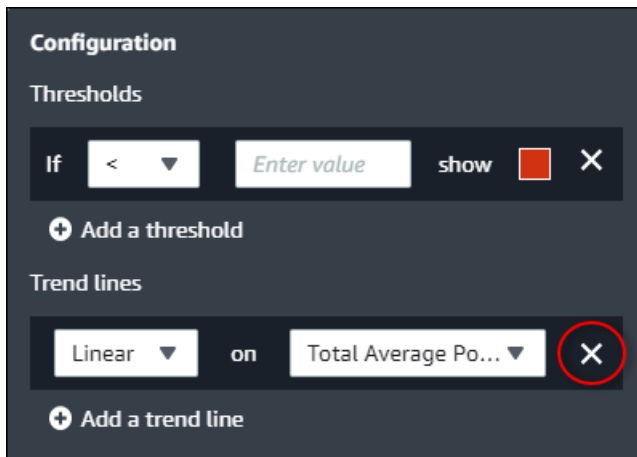 Configuration
Thresholds
If < Enter value show
Add a threshold
Trend lines
Linear on Total Average Po...
Add a trend line